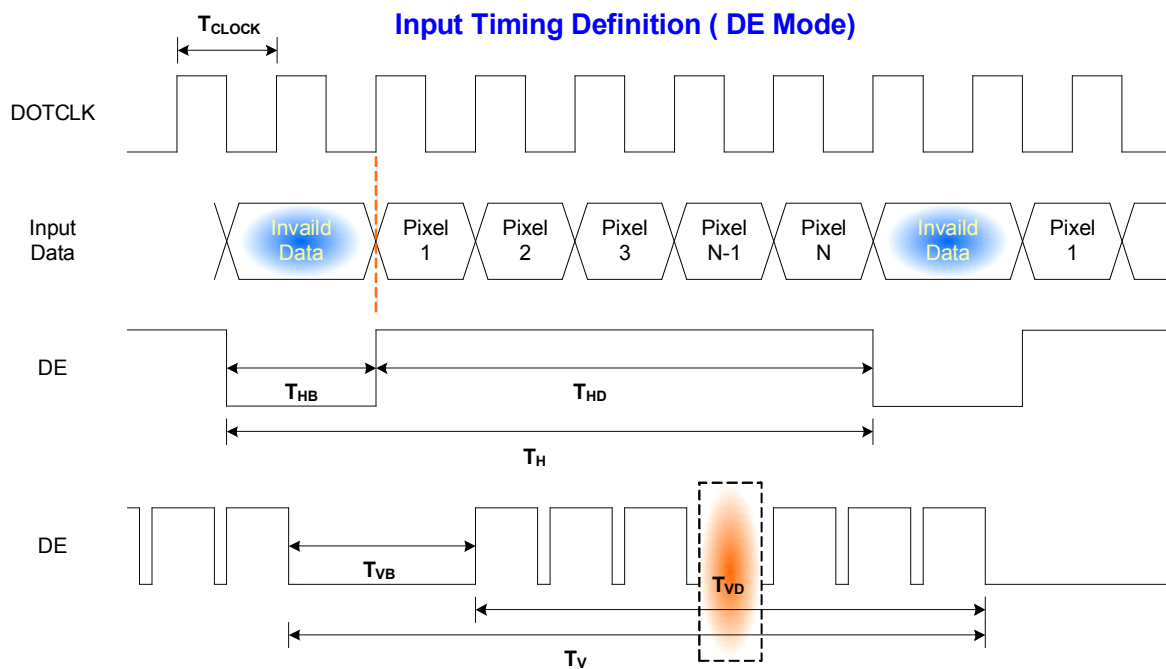 Input Timing Definition ( DE Mode)
TCLOCK
DOTCLK
Input
Data
Invaild
Data
Pixel
1
Pixel
2
Pixel
3
Pixel
N-1
Pixel
N
Invaild
Data
Pixel
1
DE
THB
THD
TH
DE
TVB
TVD
TV